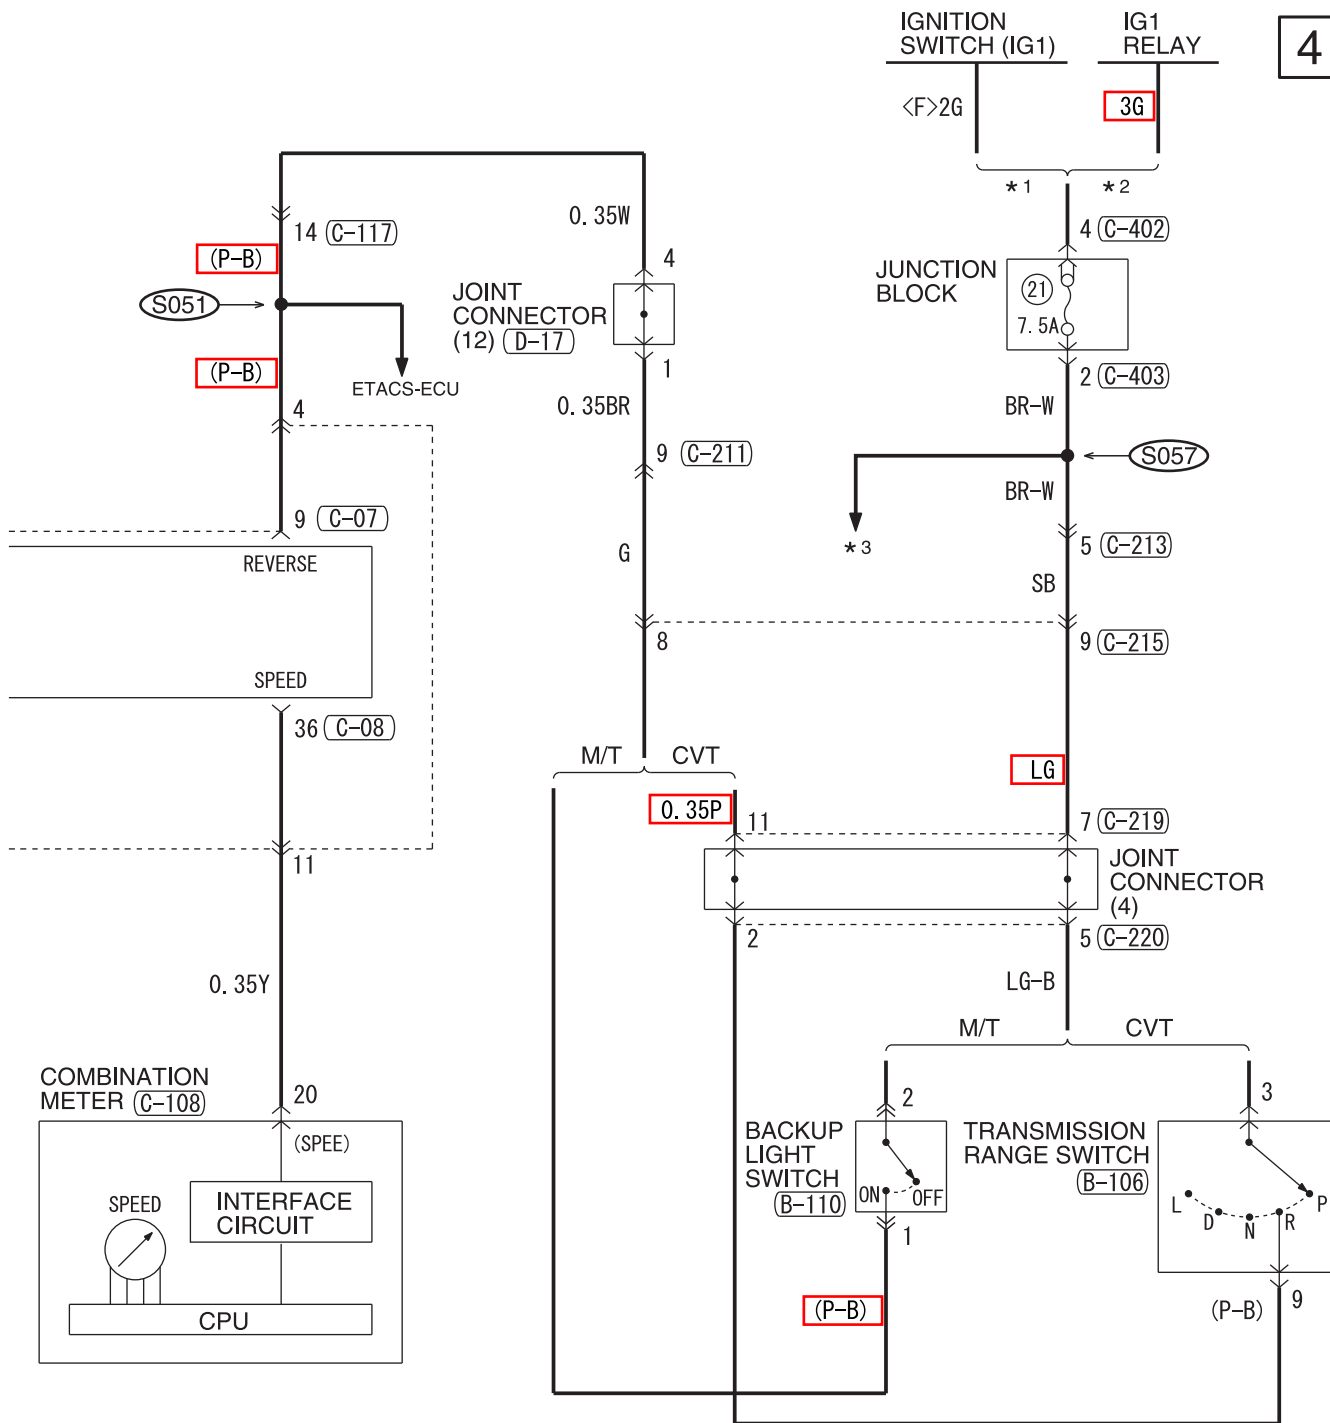 IGNITION
SWITCH (IG1)
IG1
RELAY
4
<F>2G
3G
*1
*2
0.35W
14 (C-117)
(P-B)
4
4 (C-402)
JUNCTION
BLOCK
21
7.5A
S051
JOINT
CONNECTOR
(12) (D-17)
(P-B)
ETACS-ECU
1
2 (C-403)
4
0.35BR
BR-W
9 (C-211)
S057
BR-W
9 (C-07)
*3
5 (C-213)
REVERSE
G
SB
8
9 (C-215)
SPEED
36 (C-08)
M/T
CVT
LG
0.35P
11
7 (C-219)
11
JOINT
CONNECTOR
(4)
2
5 (C-220)
0.35Y
LG-B
M/T
CVT
COMBINATION
METER (C-108)
20
2
3
(SPEE)
BACKUP
LIGHT
SWITCH
(B-110)
ON
OFF
TRANSMISSION
RANGE SWITCH
(B-106)
L
D
N
R
P
SPEED
INTERFACE
CIRCUIT
1
CPU
(P-B)
(P-B)
9